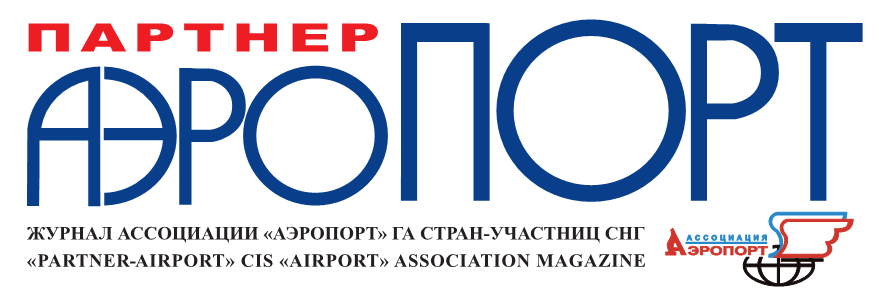 ПАРТНЕР
АЭРОПОРТ
ЖУРНАЛ АССОЦИАЦИИ «АЭРОПОРТ» ГА СТРАН-УЧАСТНИЦ СНГ
«PARTNER-AIRPORT» CIS «AIRPORT» ASSOCIATION MAGAZINE
АССОЦИАЦИЯ
АЭРОПОРТ